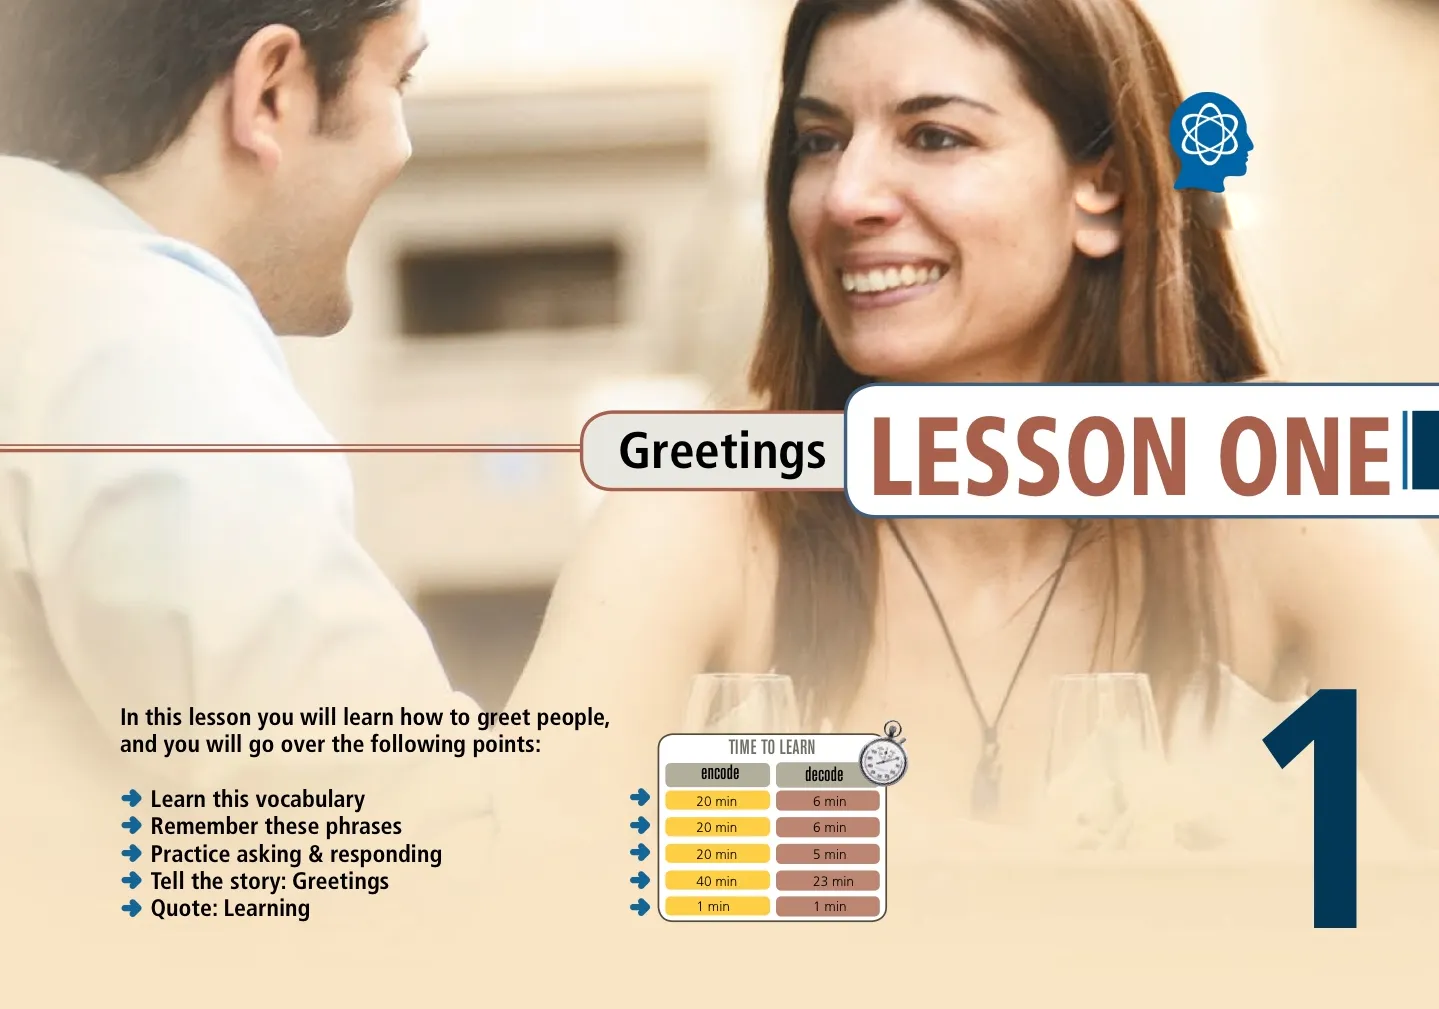 Greetings
LESSON ONE
In this lesson you will learn how to greet people,
and you will go over the following points:
Learn this vocabulary
Remember these phrases
Practice asking & responding
Tell the story: Greetings
Quote: Learning
TIME TO LEARN
encode decode
20 min 6 min
20 min 6 min
20 min 5 min
40 min 23 min
1 min 1 min
1